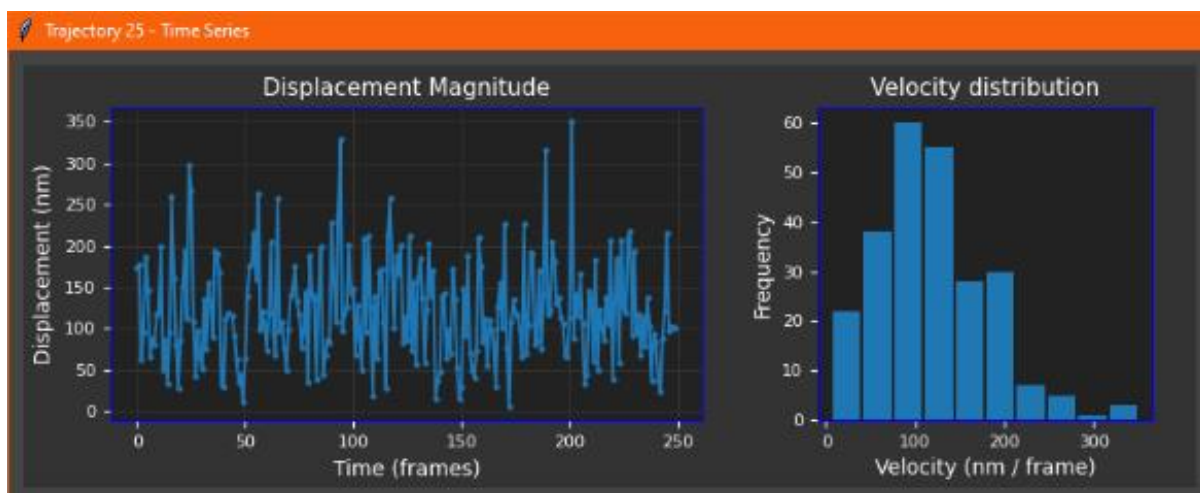 Trajectory 25 - Time Series
Displacement Magnitude
350
300
250
200
150
100
50
0
Displacement (nm)
0 50 100 150 200 250
Time (frames)
Velocity distribution
60
50
40
30
20
10
0
Frequency
0 100 200 300
Velocity (nm / frame)